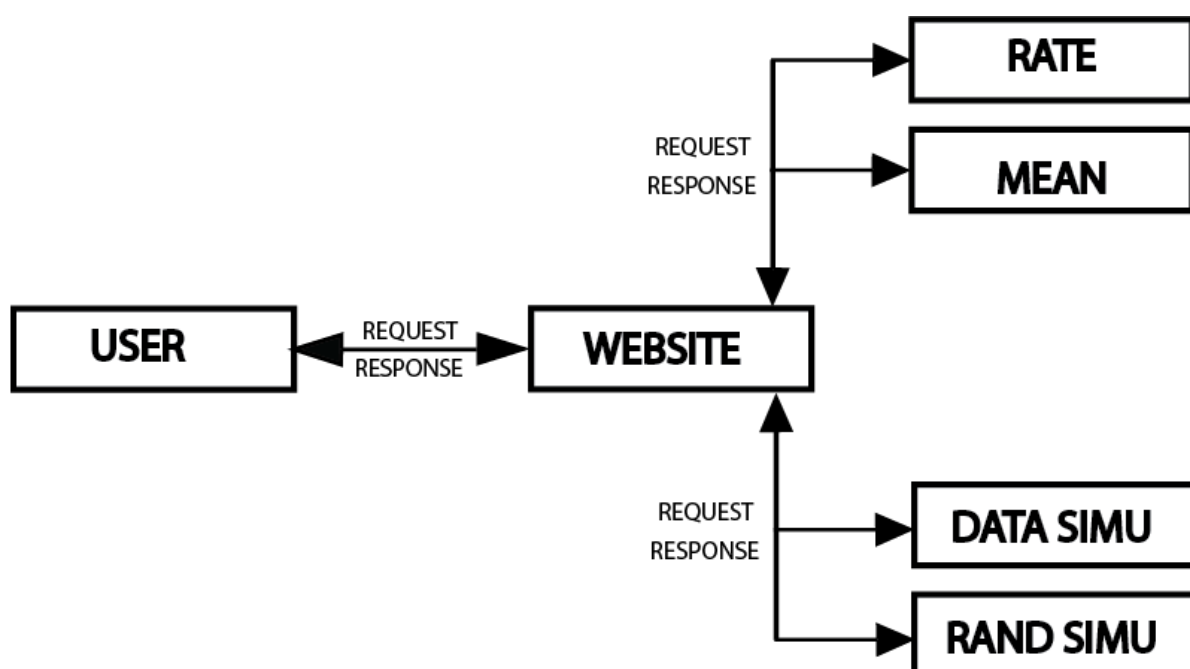 RATE
REQUEST
RESPONSE
MEAN
USER
REQUEST
RESPONSE
WEBSITE
REQUEST
RESPONSE
DATA SIMU
RAND SIMU